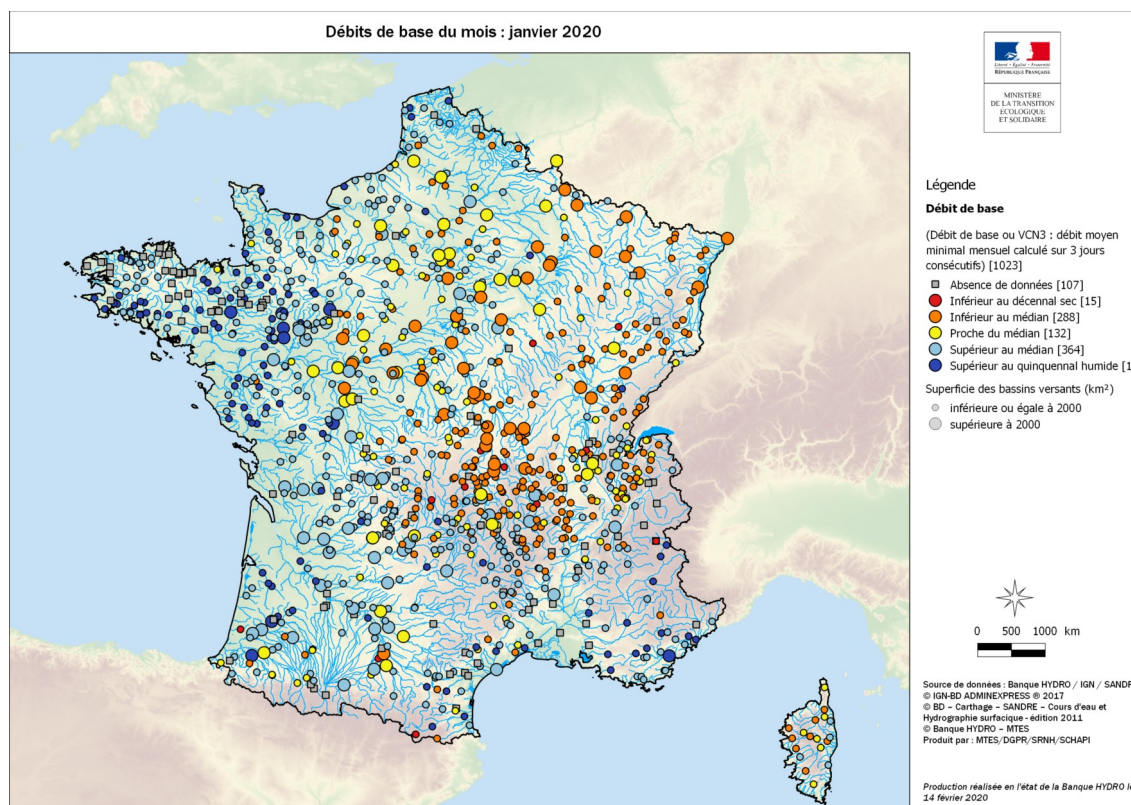 Débits de base du mois : janvier 2020
Liberté • Égalité • Fraternité
RÉPUBLIQUE FRANÇAISE
MINISTÈRE
DE LA TRANSITION
ÉCOLOGIQUE
ET SOLIDAIRE
Légende
Débit de base
(Débit de base ou VCN3 : débit moyen
minimal mensuel calculé sur 3 jours
consécutifs) [1023]
Absence de données [107]
Inférieur au décennal sec [15]
Inférieur au médian [288]
Proche du médian [132]
Supérieur au médian [364]
Supérieur au quinquennal humide [1
Superficie des bassins versants (km²)
inférieure ou égale à 2000
supérieure à 2000
0 500 1000 km
Source de données : Banque HYDRO / IGN / SANDR
© IGN-BD ADMINEXPRESS ® 2017
© BD – Carthage – SANDRE – Cours d'eau et
Hydrographie surfacique - édition 2011
© Banque HYDRO – MTES
Produit par : MTES/DGPR/SRNH/SCHAPI
Production réalisée en l'état de la Banque HYDRO le
14 février 2020